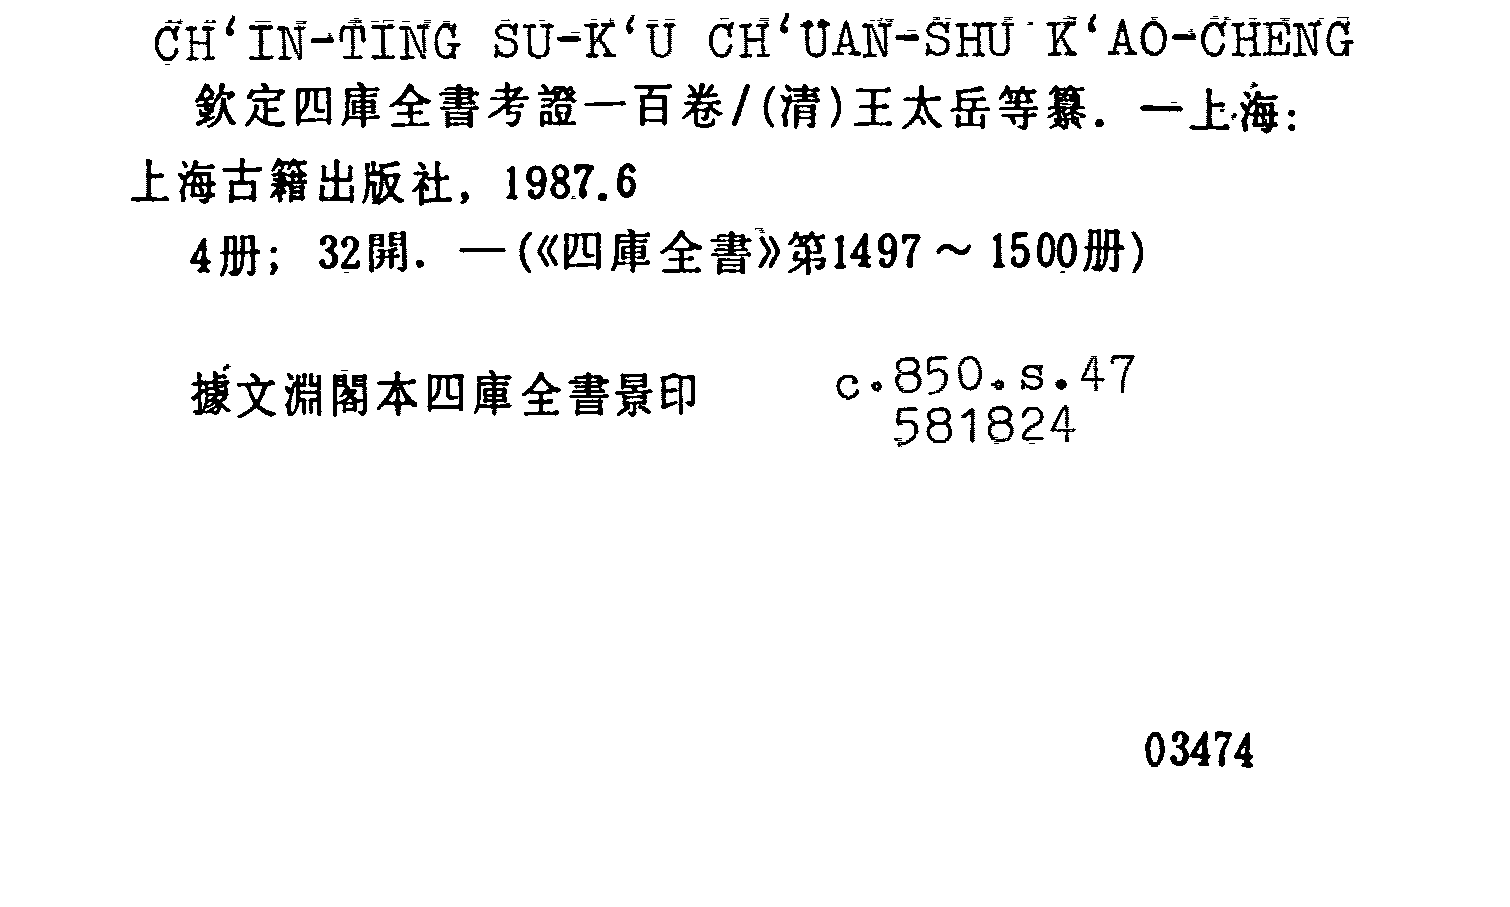 CH‘IN-TING SU-K‘U CH‘ÜAN-SHU K‘AO-CHENG
欽定四庫全書考證一百卷/(清)王太岳等纂. —上海:
上海古籍出版社, 1987.6
4册; 32開. —(《四庫全書》第1497～1500册)
據文淵閣本四庫全書景印
c.850.s.47
581824
03474